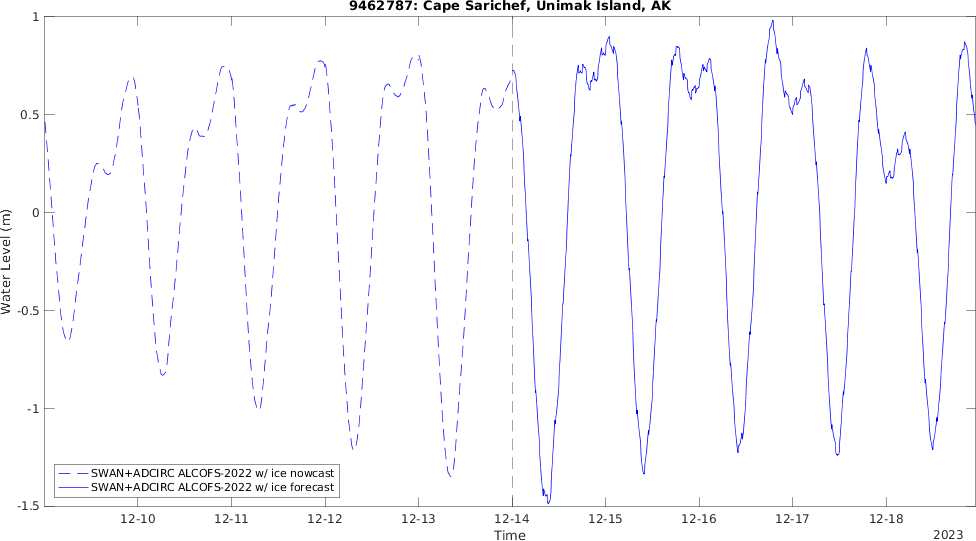 9462787: Cape Sarichef, Unimak Island, AK
Water Level (m)
1
0.5
0
-0.5
-1
-1.5
SWAN+ADCIRC ALCOFS-2022 w/ ice nowcast
SWAN+ADCIRC ALCOFS-2022 w/ ice forecast
12-10 12-11 12-12 12-13 12-14 12-15 12-16 12-17 12-18
Time
2023